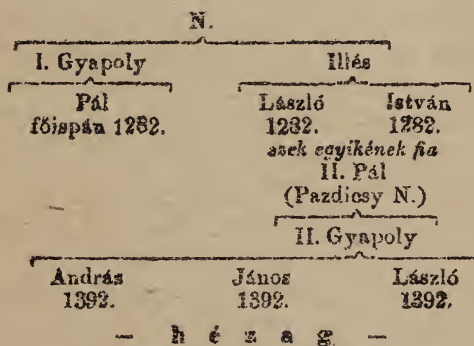 N.
I. Gyapoly Illés
Pál László István
főispán 1282. 1282. 1282.
ezek egyikének fia
II. Pál
(Pazdicsy N.)
II. Gyapoly
András János László
1392. 1392. 1392.
— hézag —